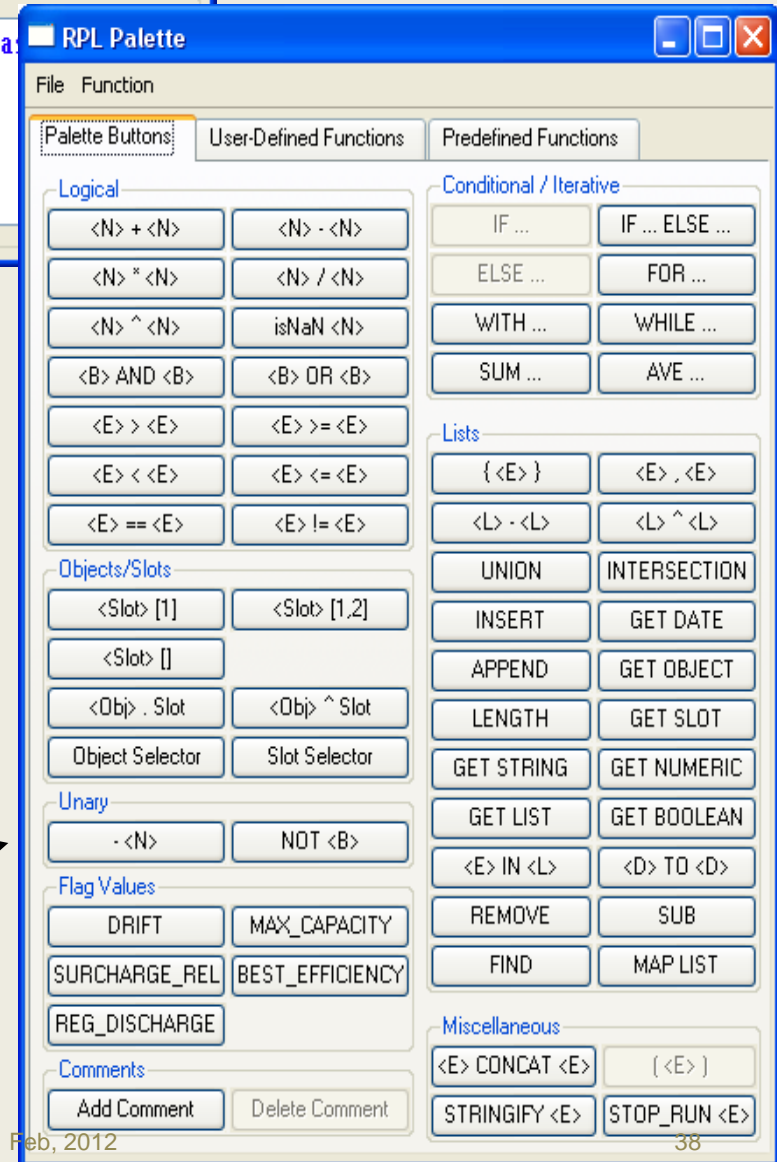 as
RPL Palette
File Function
Palette Buttons User-Defined Functions Predefined Functions
Logical
<N> + <N> <N> - <N>
<N> * <N> <N> / <N>
<N> ^ <N> isNaN <N>
<B> AND <B> <B> OR <B>
<E> > <E> <E> >= <E>
<E> < <E> <E> <= <E>
<E> == <E> <E> != <E>
Objects/Slots
<Slot> [1] <Slot> [1,2]
<Slot> []
<Obj> . Slot <Obj> ^ Slot
Object Selector Slot Selector
Unary
- <N> NOT <B>
Flag Values
DRIFT MAX_CAPACITY
SURCHARGE_REL BEST_EFFICIENCY
REG_DISCHARGE
Comments
Add Comment Delete Comment
Conditional / Iterative
IF ... IF ... ELSE ...
ELSE ... FOR ...
WITH ... WHILE ...
SUM ... AVE ...
Lists
{ <E> } <E> , <E>
<L> - <L> <L> ^ <L>
UNION INTERSECTION
INSERT GET DATE
APPEND GET OBJECT
LENGTH GET SLOT
GET STRING GET NUMERIC
GET LIST GET BOOLEAN
<E> IN <L> <D> TO <D>
REMOVE SUB
FIND MAP LIST
Miscellaneous
<E> CONCAT <E> ( <E> )
STRINGIFY <E> STOP_RUN <E>
Feb, 2012 38